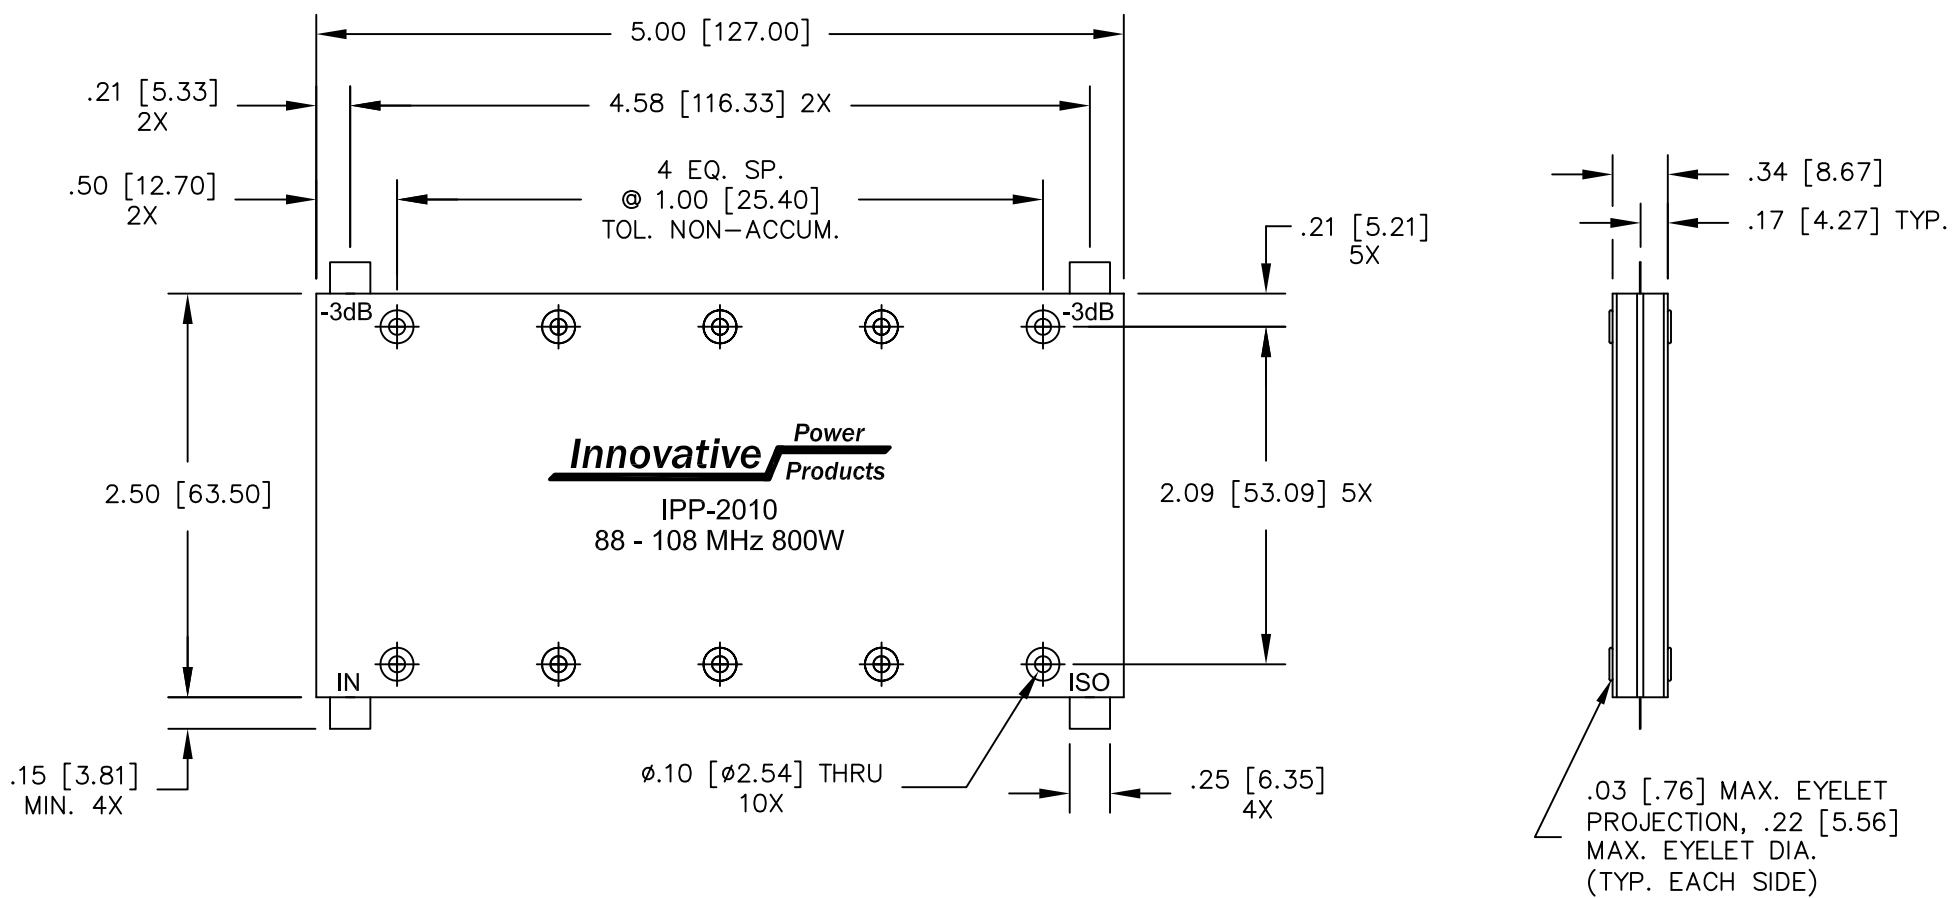 5.00 [127.00]
.21 [5.33]
2X
4.58 [116.33] 2X
.50 [12.70]
2X
4 EQ. SP.
@ 1.00 [25.40]
TOL. NON-ACCUM.
.34 [8.67]
.17 [4.27] TYP.
.21 [5.21]
5X
-3dB
-3dB
Innovative Power
Products
IPP-2010
88 - 108 MHz 800W
2.50 [63.50]
2.09 [53.09] 5X
IN
ISO
.15 [3.81]
MIN. 4X
ø.10 [ø2.54] THRU
10X
.25 [6.35]
4X
.03 [.76] MAX. EYELET
PROJECTION, .22 [5.56]
MAX. EYELET DIA.
(TYP. EACH SIDE)